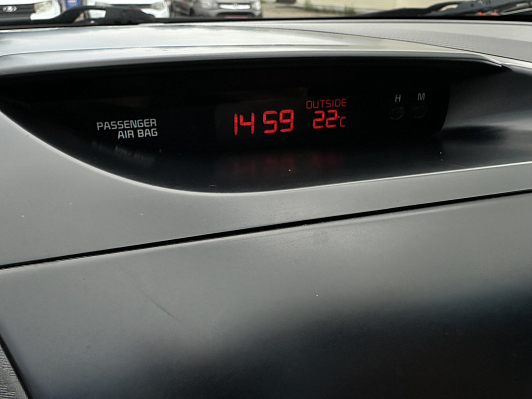 PASSENGER
AIR BAG
14 59
OUTSIDE
22°C
H M